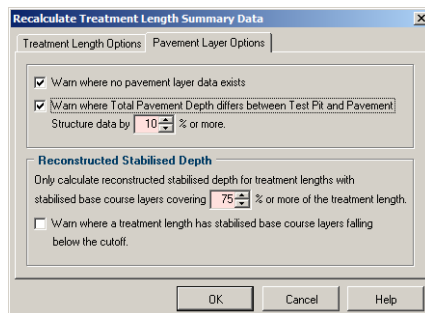 Recalculate Treatment Length Summary Data
Treatment Length Options
Pavement Layer Options
Warn where no pavement layer data exists
Warn where Total Pavement Depth differs between Test Pit and Pavement
Structure data by 10 % or more.
Reconstructed Stabilised Depth
Only calculate reconstructed stabilised depth for treatment lengths with
stabilised base course layers covering 75 % or more of the treatment length.
Warn where a treatment length has stabilised base course layers falling
below the cutoff.
OK
Cancel
Help